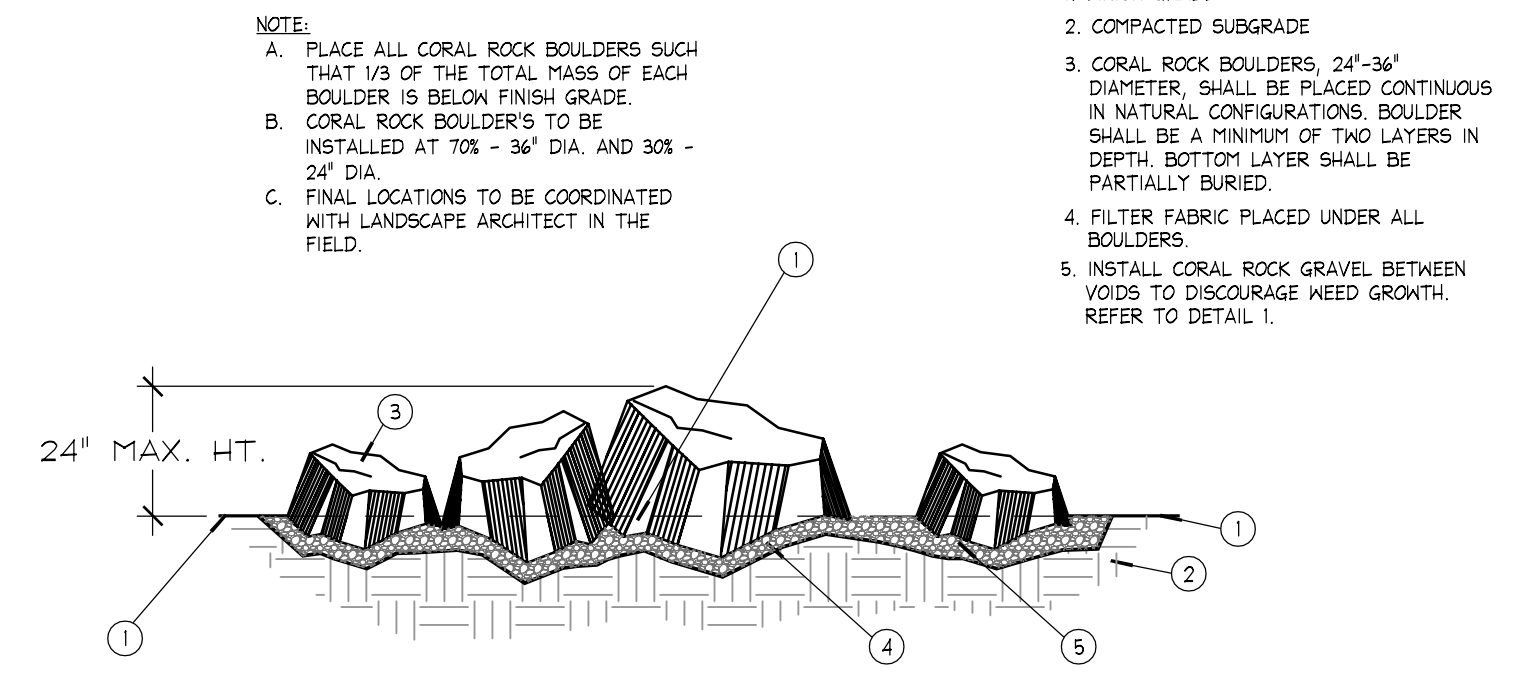 NOTE:
A. PLACE ALL CORAL ROCK BOULDERS SUCH
THAT 1/3 OF THE TOTAL MASS OF EACH
BOULDER IS BELOW FINISH GRADE.
B. CORAL ROCK BOULDER'S TO BE
INSTALLED AT 70% - 36" DIA. AND 30% -
24" DIA.
C. FINAL LOCATIONS TO BE COORDINATED
WITH LANDSCAPE ARCHITECT IN THE
FIELD.
2. COMPACTED SUBGRADE
3. CORAL ROCK BOULDERS, 24"-36"
DIAMETER, SHALL BE PLACED CONTINUOUS
IN NATURAL CONFIGURATIONS. BOULDER
SHALL BE A MINIMUM OF TWO LAYERS IN
DEPTH. BOTTOM LAYER SHALL BE
PARTIALLY BURIED.
4. FILTER FABRIC PLACED UNDER ALL
BOULDERS.
5. INSTALL CORAL ROCK GRAVEL BETWEEN
VOIDS TO DISCOURAGE WEED GROWTH.
REFER TO DETAIL 1.
1
3
24" MAX. HT.
1
2
1
4
5